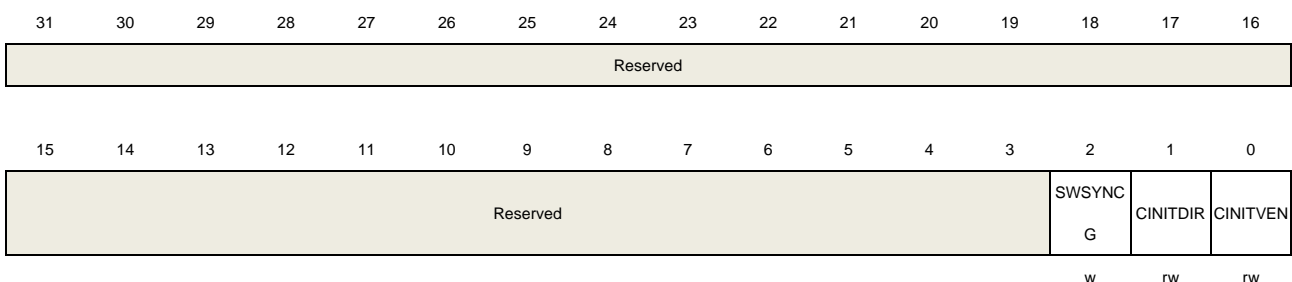 31 30 29 28 27 26 25 24 23 22 21 20 19 18 17 16
Reserved
15 14 13 12 11 10 9 8 7 6 5 4 3 2 1 0
Reserved
SWSYNC
G
CINITDIR
CINITVEN
w rw rw